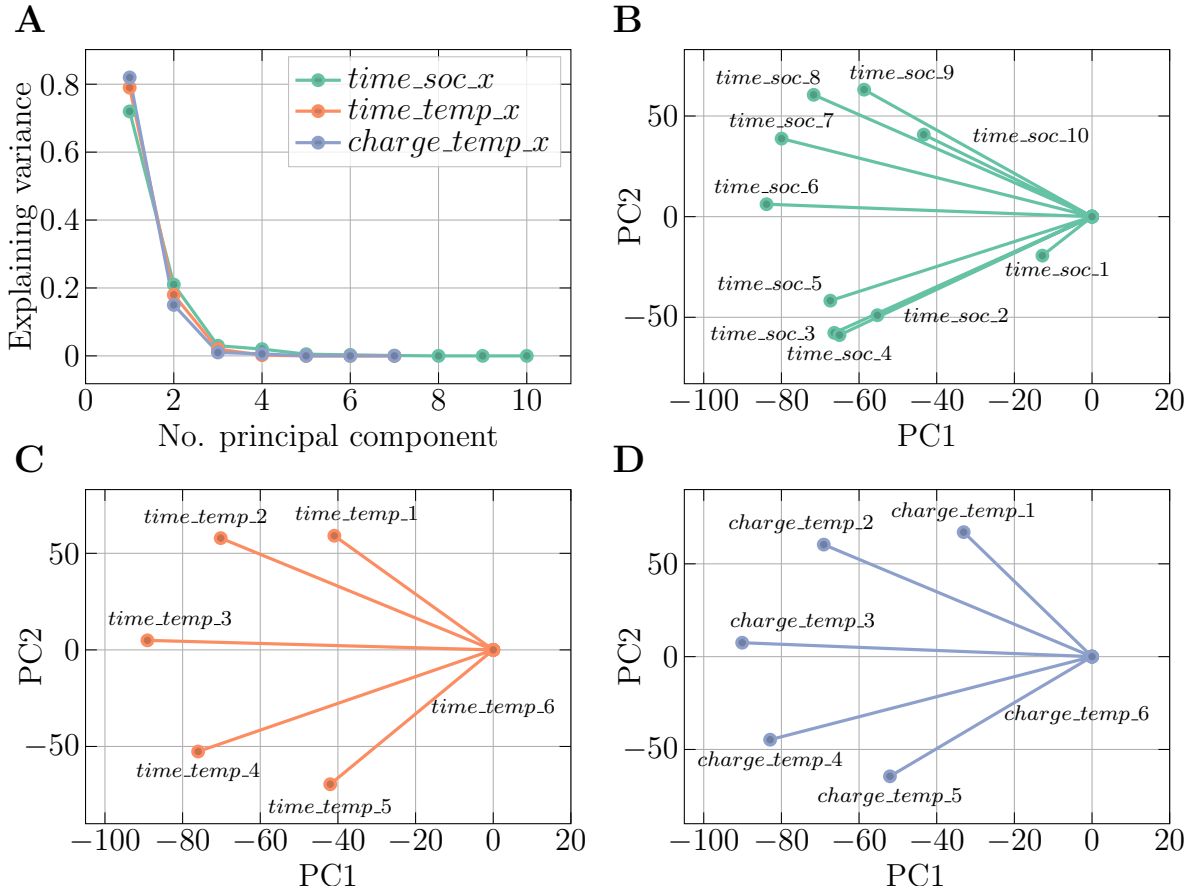 A
Explaining variance
0.8
0.6
0.4
0.2
0
0 2 4 6 8 10
No. principal component
time_soc_x
time_temp_x
charge_temp_x
B
PC2
50
0
−50
−100 −80 −60 −40 −20 0 20
PC1
time_soc_8
time_soc_9
time_soc_7
time_soc_10
time_soc_6
time_soc_1
time_soc_5
time_soc_2
time_soc_3
time_soc_4
C
PC2
50
0
−50
−100 −80 −60 −40 −20 0 20
PC1
time_temp_2
time_temp_1
time_temp_3
time_temp_6
time_temp_4
time_temp_5
D
PC2
50
0
−50
−100 −80 −60 −40 −20 0 20
PC1
charge_temp_1
charge_temp_2
charge_temp_3
charge_temp_6
charge_temp_4
charge_temp_5